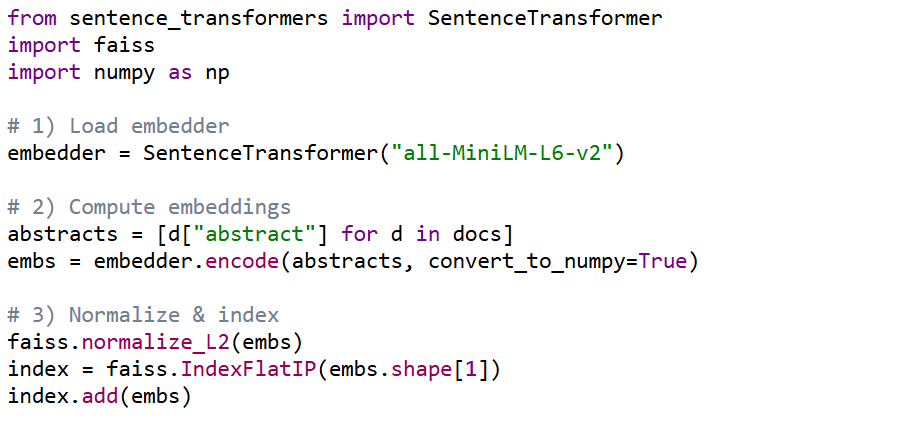 from sentence_transformers import SentenceTransformer
import faiss
import numpy as np

# 1) Load embedder
embedder = SentenceTransformer("all-MiniLM-L6-v2")

# 2) Compute embeddings
abstracts = [d["abstract"] for d in docs]
embs = embedder.encode(abstracts, convert_to_numpy=True)

# 3) Normalize & index
faiss.normalize_L2(embs)
index = faiss.IndexFlatIP(embs.shape[1])
index.add(embs)